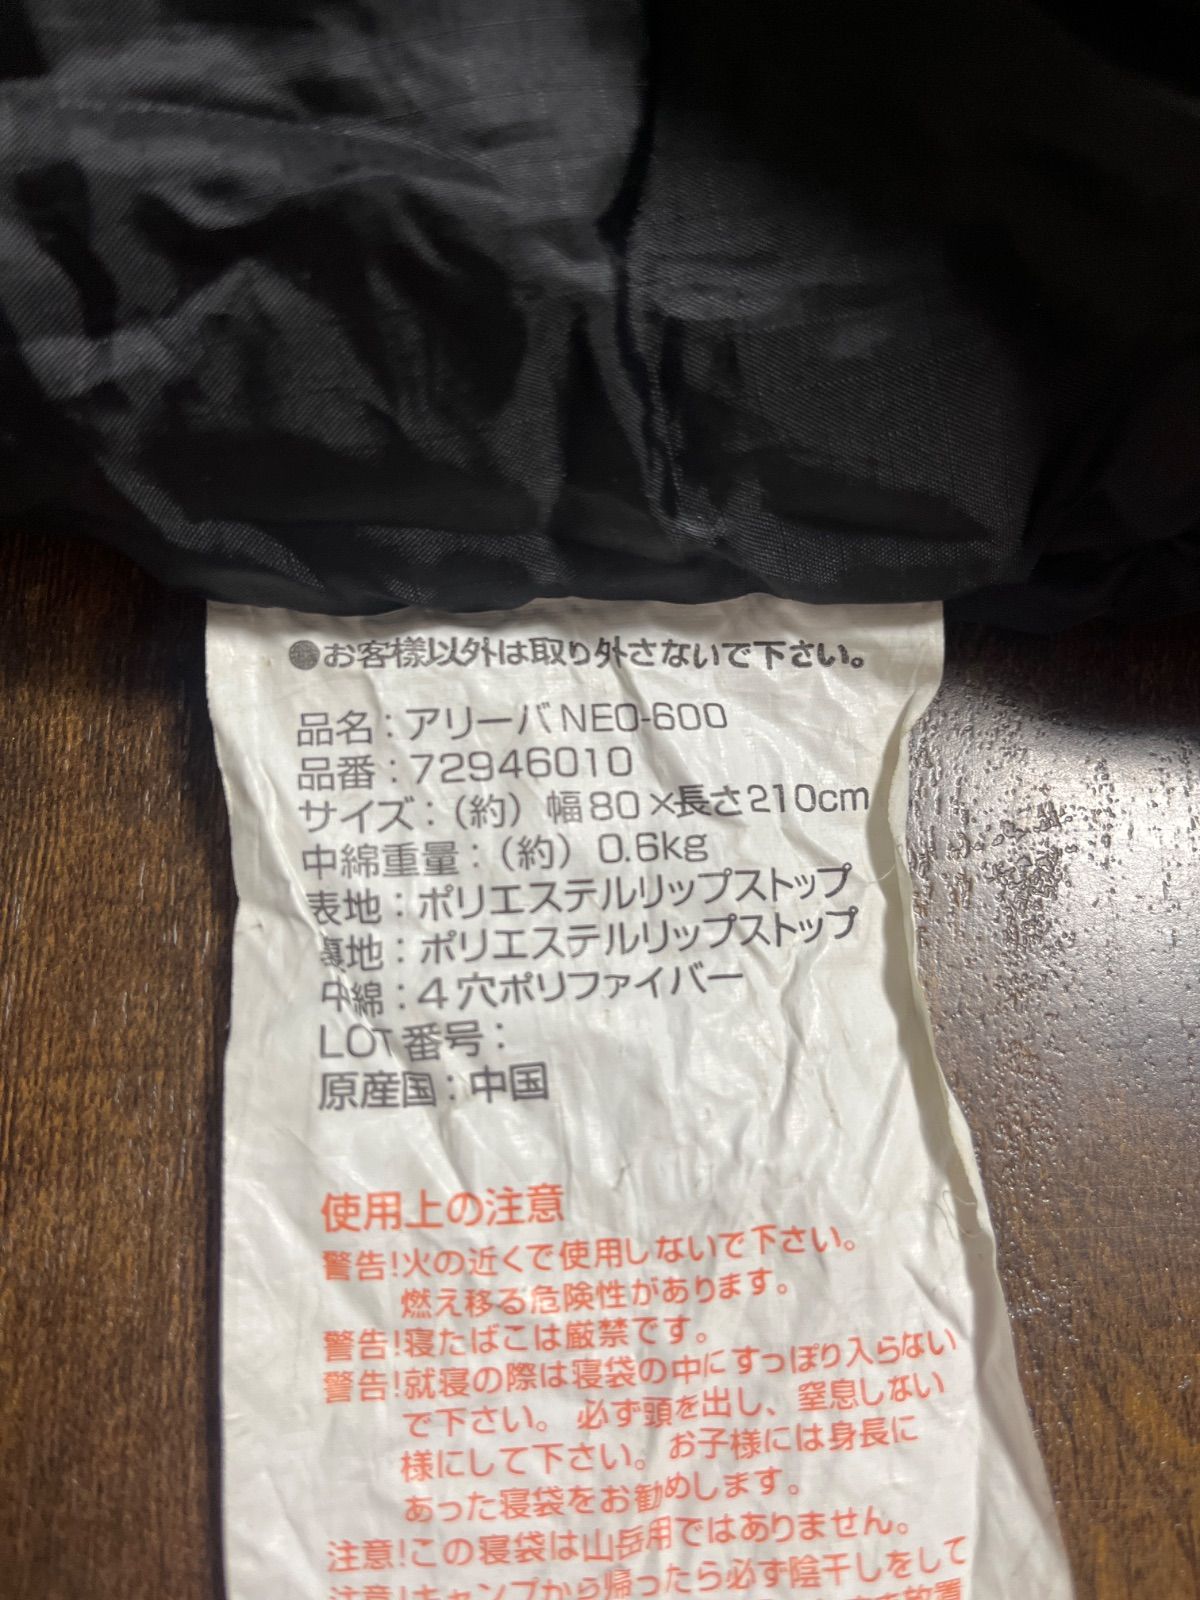 ●お客様以外は取り外さないで下さい。
品名：アリーバNEO-600
品番：72946010
サイズ：（約）幅80×長さ210cm
中綿重量：（約）0.6kg
表地：ポリエステルリップストップ
裏地：ポリエステルリップストップ
中綿：4穴ポリファイバー
LOT番号：
原産国：中国
使用上の注意
警告！火の近くで使用しないで下さい。
燃え移る危険性があります。
警告！寝たばこは厳禁です。
警告！就寝の際は寝袋の中にすっぽり入らない
で下さい。必ず頭を出し、窒息しない
様にして下さい。お子様には身長に
あった寝袋をお勧めします。
注意！この寝袋は山岳用ではありません。
注意！キャンプから帰ったら必ず陰干しをして
放置